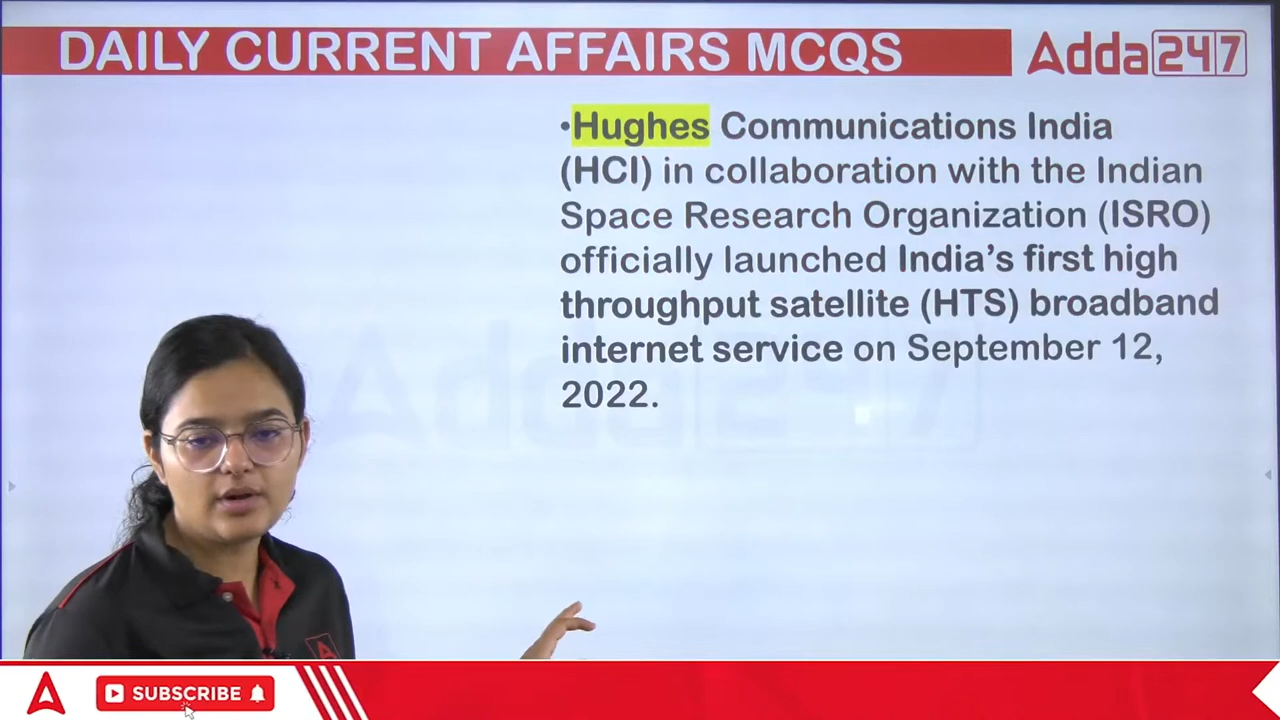 DAILY CURRENT AFFAIRS MCQS
Adda247
•Hughes Communications India
(HCI) in collaboration with the Indian
Space Research Organization (ISRO)
officially launched India’s first high
throughput satellite (HTS) broadband
internet service on September 12,
2022.
Adda247
SUBSCRIBE